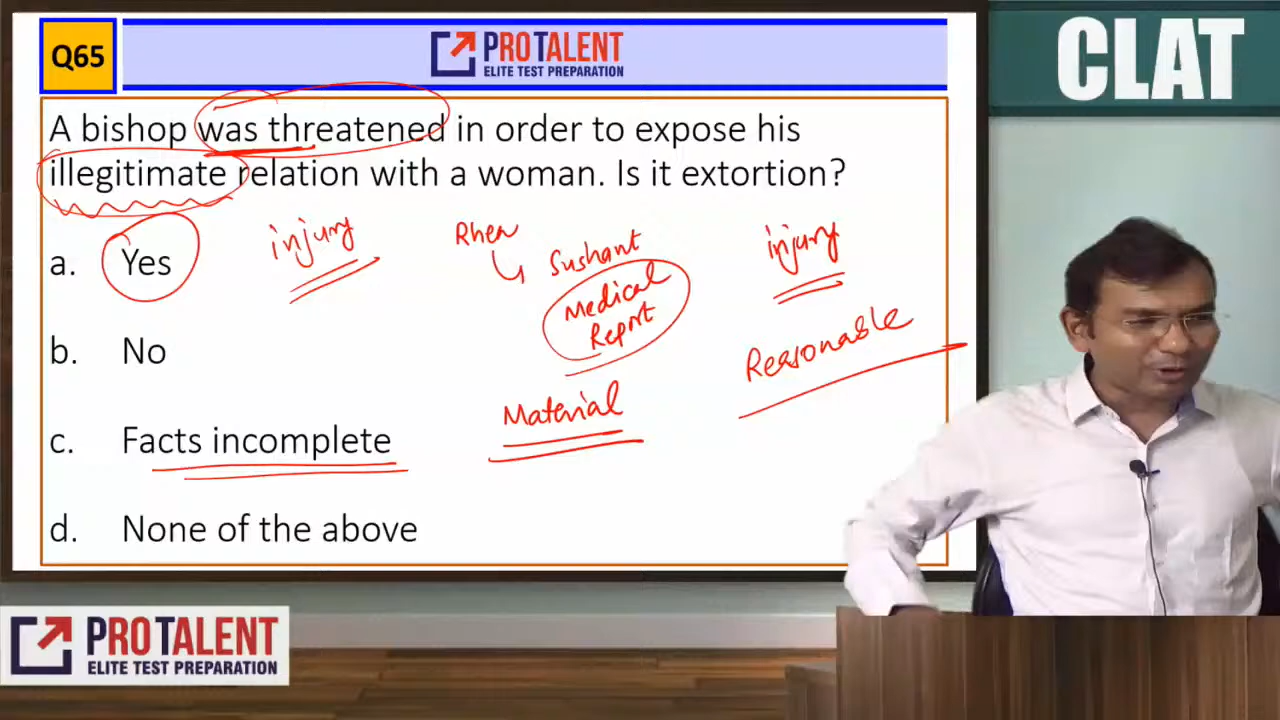 Q65
PROTALENT
ELITE TEST PREPARATION
CLAT
A bishop was threatened in order to expose his
illegitimate relation with a woman. Is it extortion?
a. Yes
injury
Rhea
Sushant
Medical
Report
injury
Reasonable
b. No
Material
c. Facts incomplete
d. None of the above
PROTALENT
ELITE TEST PREPARATION